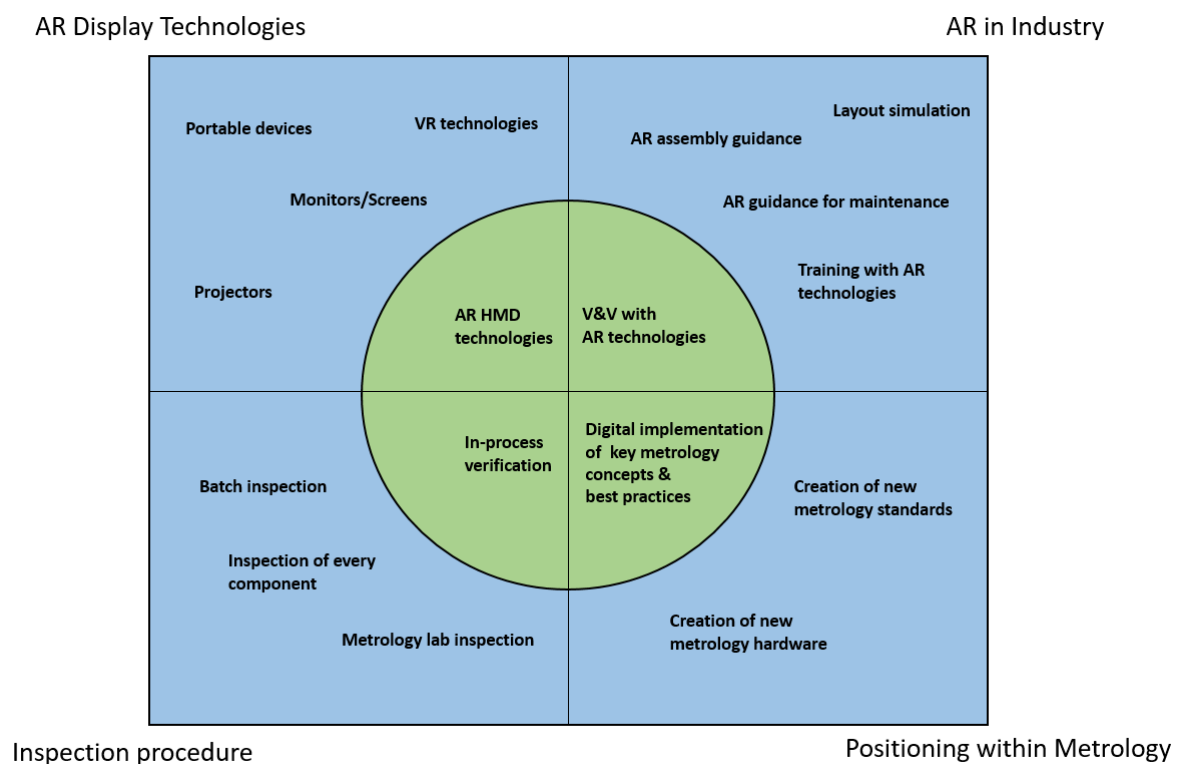 AR Display Technologies
AR in Industry
Portable devices
VR technologies
Monitors/Screens
Projectors
AR HMD
technologies
Layout simulation
AR assembly guidance
AR guidance for maintenance
Training with AR
technologies
V&V with
AR technologies
In-process
verification
Batch inspection
Inspection of every
component
Metrology lab inspection
Digital implementation
of key metrology
concepts &
best practices
Creation of new
metrology standards
Creation of new
metrology hardware
Inspection procedure
Positioning within Metrology